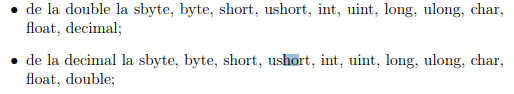 • de la double la sbyte, byte, short, ushort, int, uint, long, ulong, char,
float, decimal;
• de la decimal la sbyte, byte, short, ushort, int, uint, long, ulong, char,
float, double;